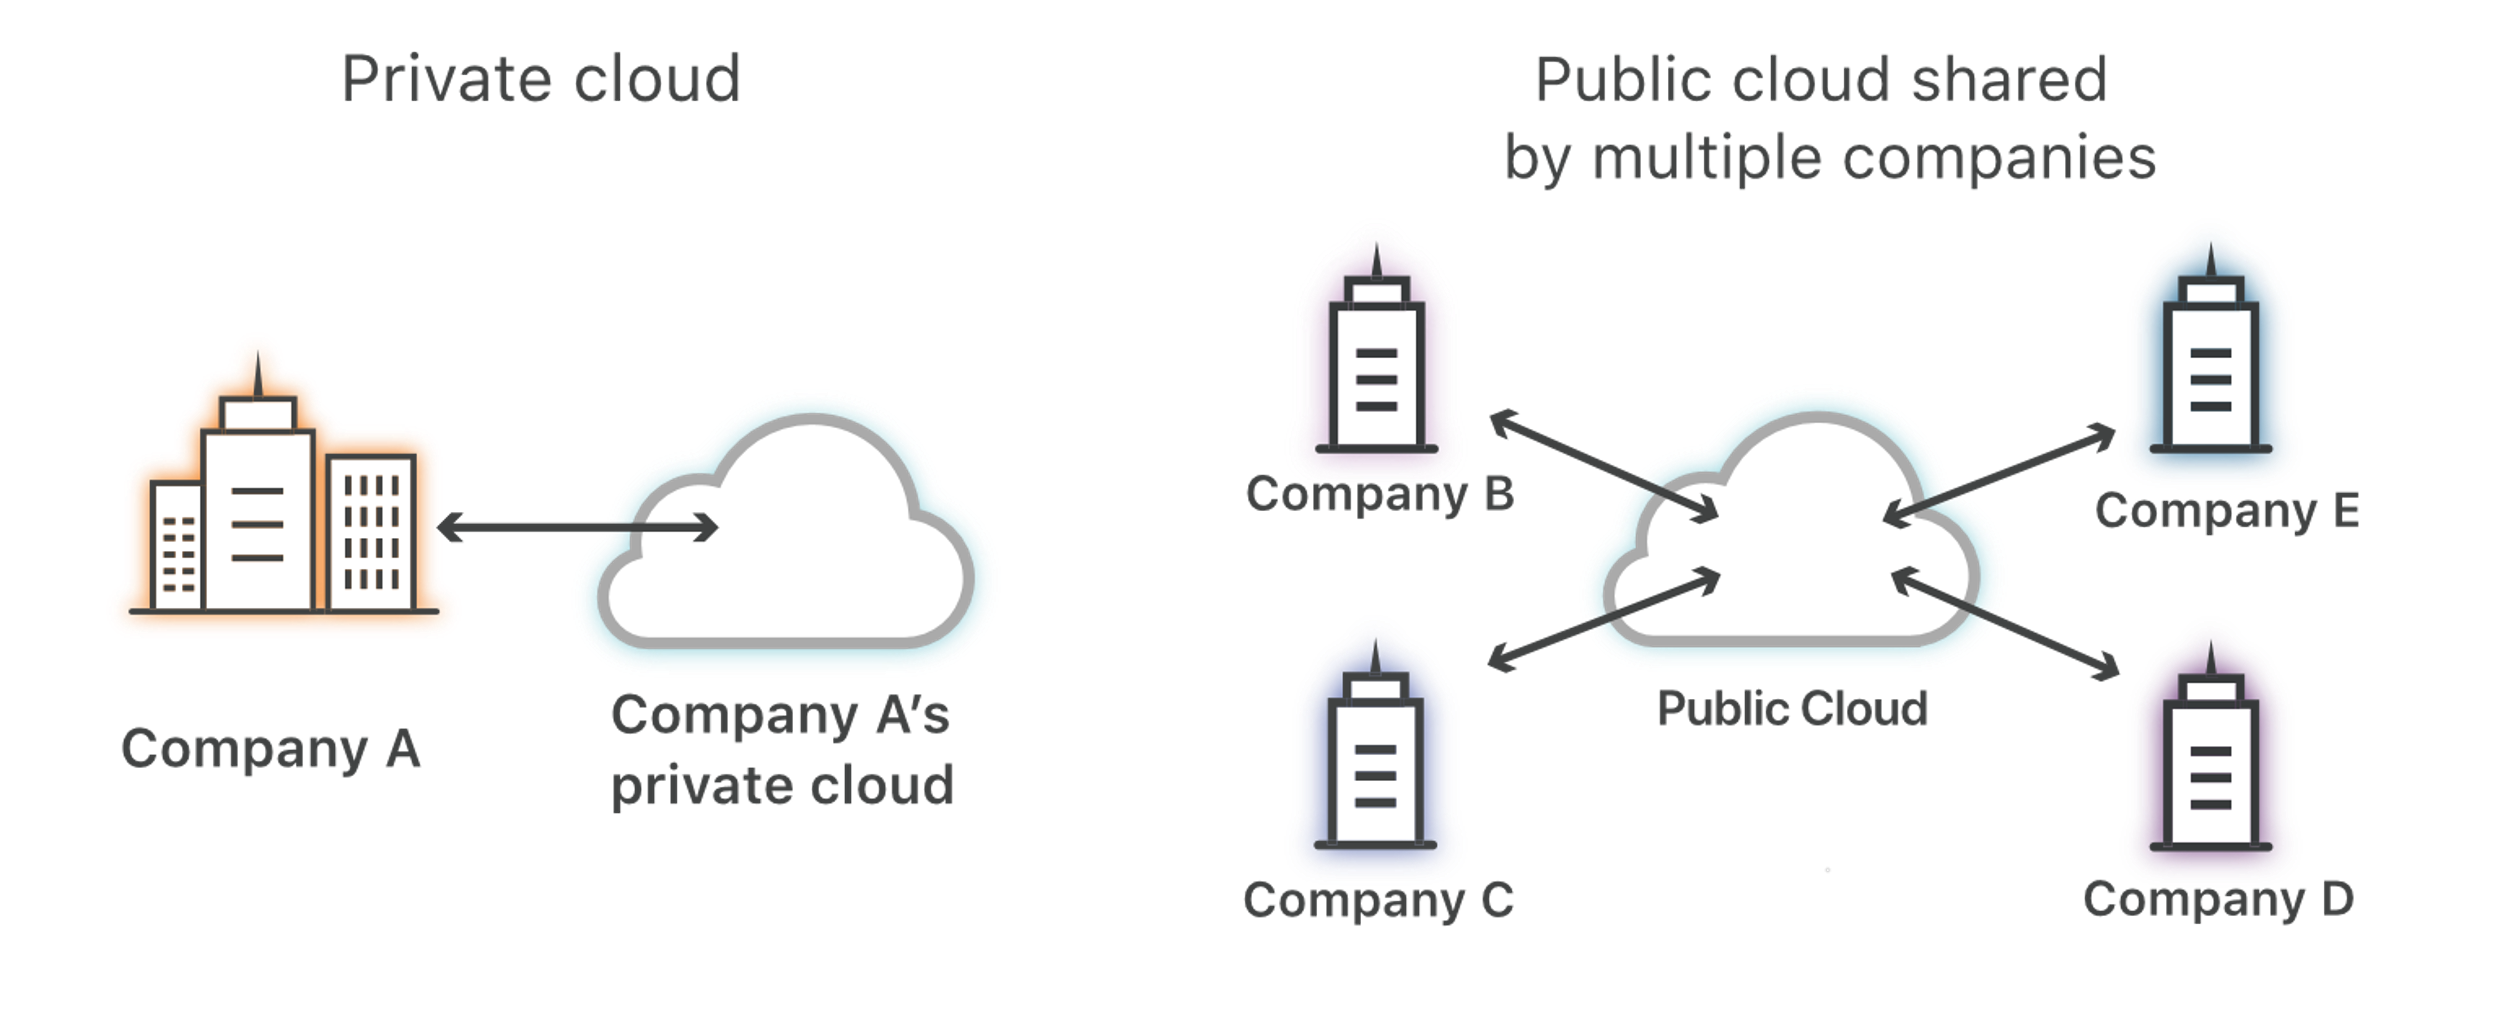 Private cloud
Company A
Company A’s
private cloud
Public cloud shared
by multiple companies
Company B
Company E
Public Cloud
Company C
Company D